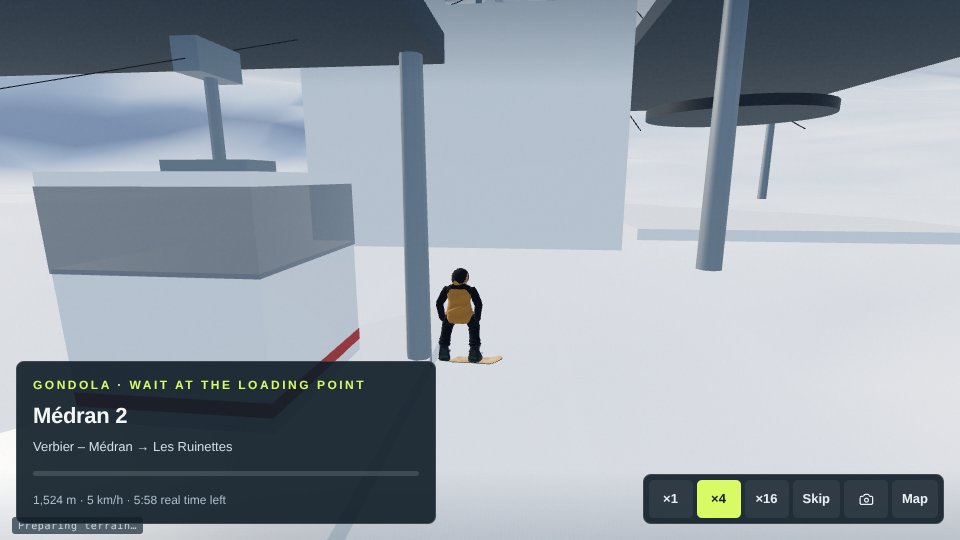 GONDOLA · WAIT AT THE LOADING POINT
Médran 2
Verbier – Médran → Les Ruinettes
1,524 m · 5 km/h · 5:58 real time left
Preparing terrain…
×1
×4
×16
Skip
Map